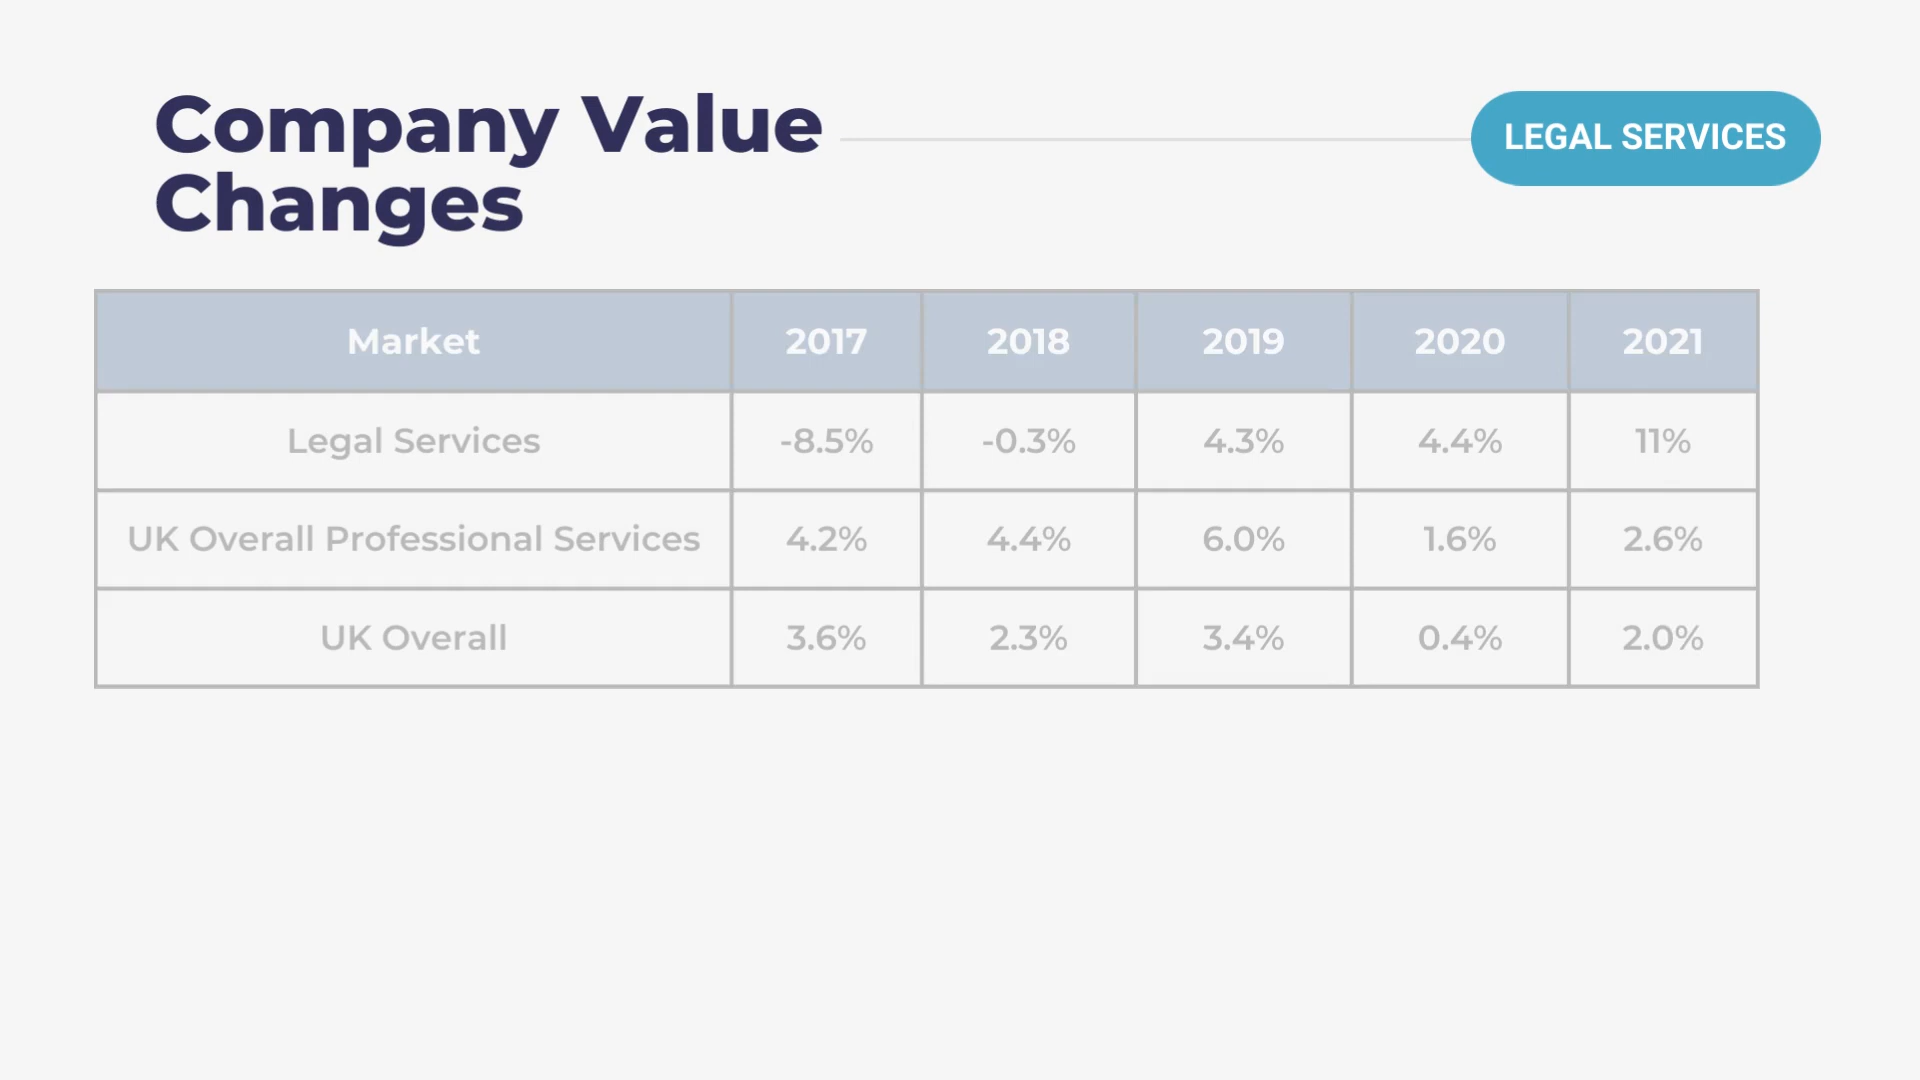 Company Value
Changes
LEGAL SERVICES
Market 2017 2018 2019 2020 2021
Legal Services -8.5% -0.3% 4.3% 4.4% 11%
UK Overall Professional Services 4.2% 4.4% 6.0% 1.6% 2.6%
UK Overall 3.6% 2.3% 3.4% 0.4% 2.0%